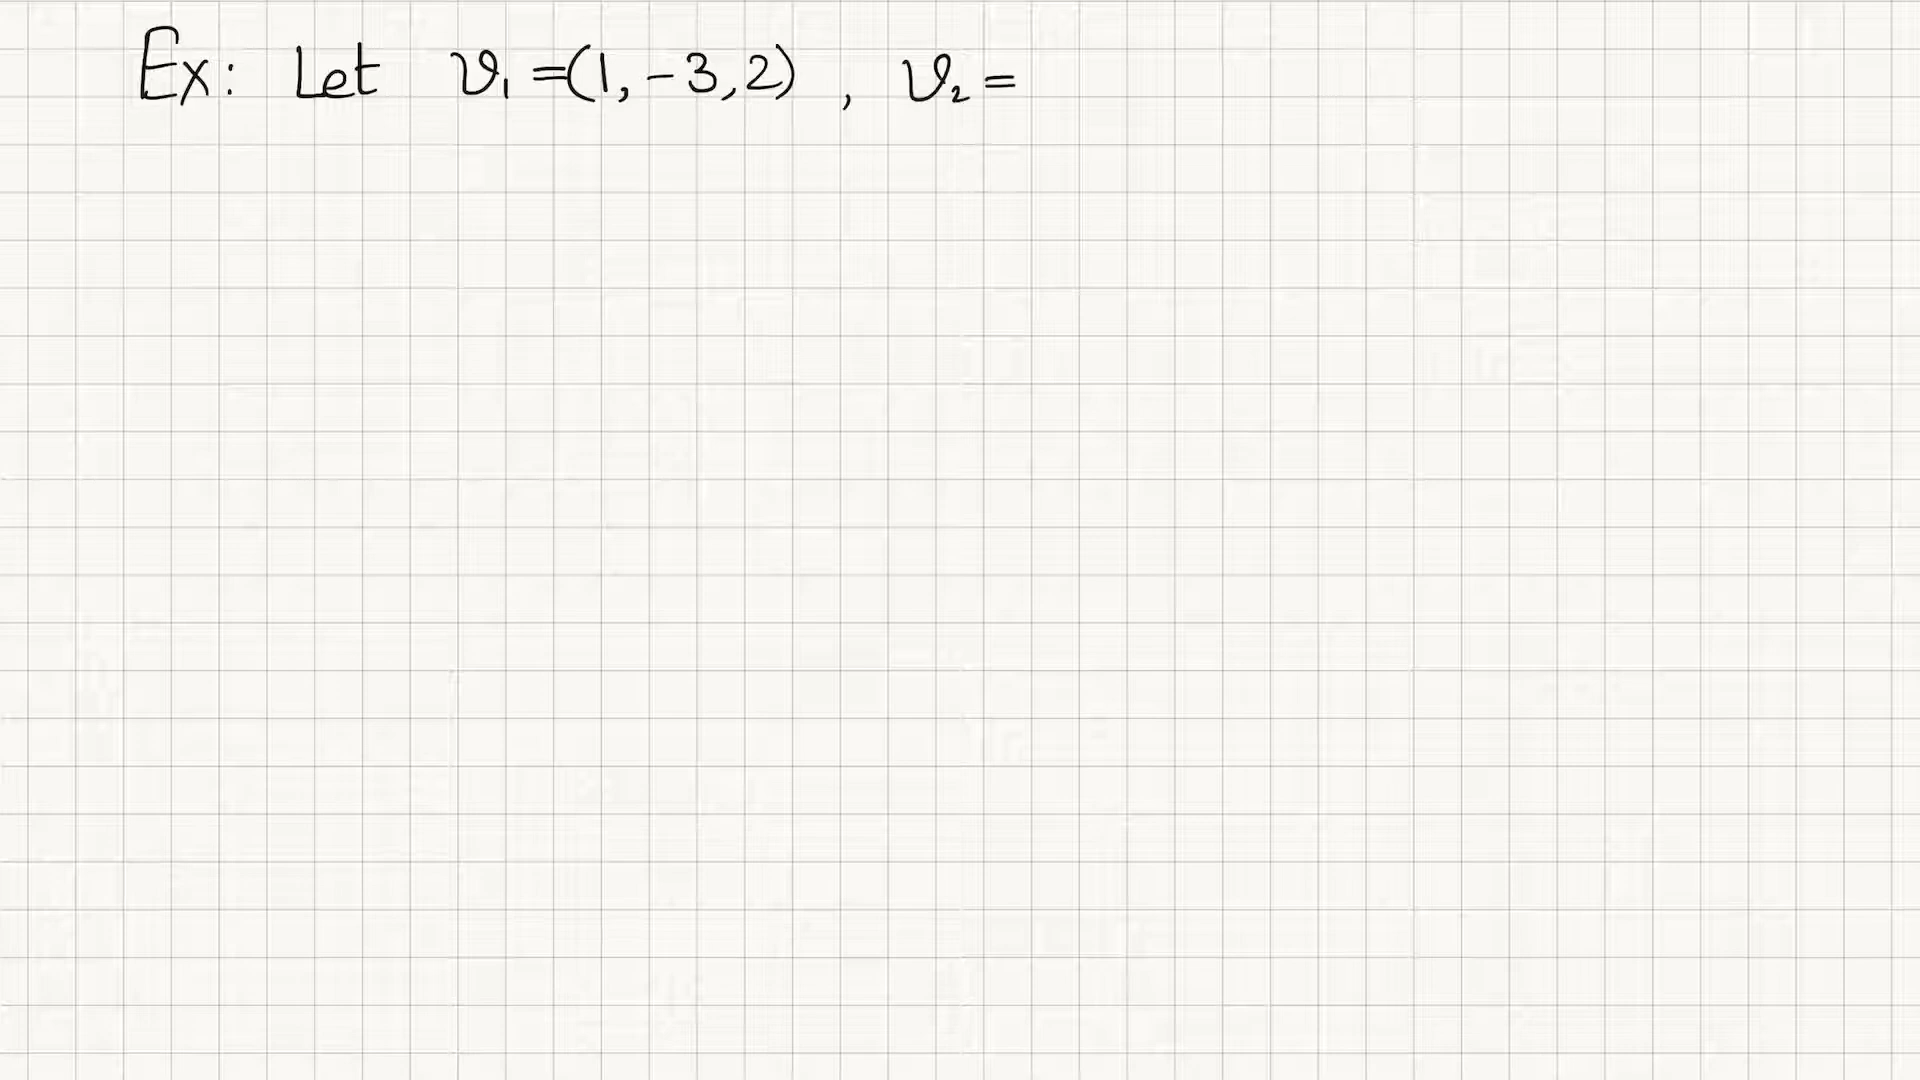 Ex: Let v₁ =(1, -3, 2) , v₂ =